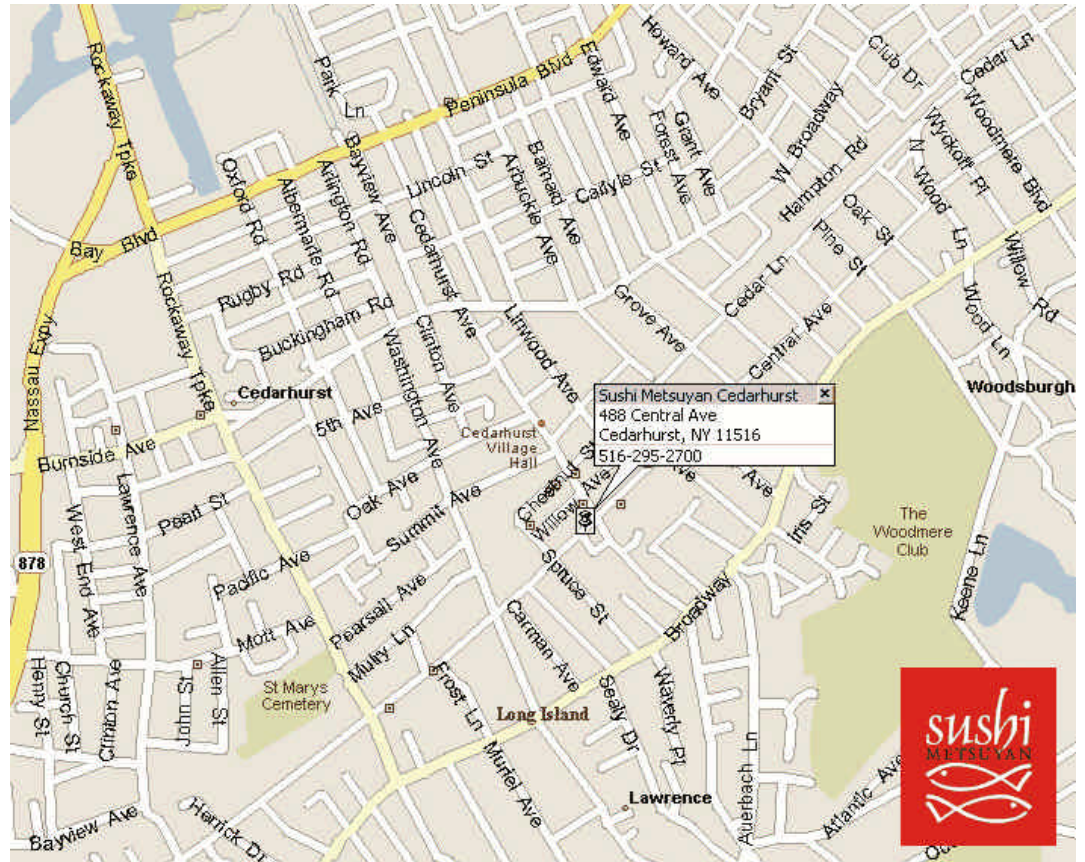 Rockaway Tpke
Park Ln
Peninsula Blvd
Edward Ave
Howard Ave
Bryant St
Club Dr
Cedar Ln
Woodmere Blvd
Wyckoff Pl
W Broadway
Grant Ave
Forest Ave
Hampton Rd
N Wood Ln
Bayview Ave
Arlington Rd
Albermarle Rd
Oxford Rd
Lincoln St
Arbuckle Ave
Barnard Ave
Carlyle St
Oak St
Pine St
Willow Rd
Wood Ln
Bay Blvd
Rugby Rd
Buckingham Rd
Cedarhurst Ave
Cedar Ln
Grove Ave
Central Ave
Linwood Ave
Clinton Ave
Washington Ave
Nassau Expy
Rockaway Tpke
Cedarhurst
5th Ave
Cedarhurst
Village
Hall
Woodsburgh
Sushi Metsuyan Cedarhurst
488 Central Ave
Cedarhurst, NY 11516
516-295-2700
Burnside Ave
Lawrence Ave
West End Ave
Pearl St
Oak Ave
Summit Ave
Chestnut St
Willow Ave
Iris St
The
Woodmere
Club
878
Pacific Ave
Pearsall Ave
Spruce St
Broadway
Keene Ln
Mott Ave
Mulry Ln
Carman Ave
Henry St
Church St
Clinton Ave
John St
Allen St
St Marys
Cemetery
Frost Ln
Long Island
Sealy Dr
Waverly Pl
Muriel Ave
Auerbach Ln
Lawrence
Atlantic Ave
Bayview Ave
Herrick Dr
sushi
METSUYAN